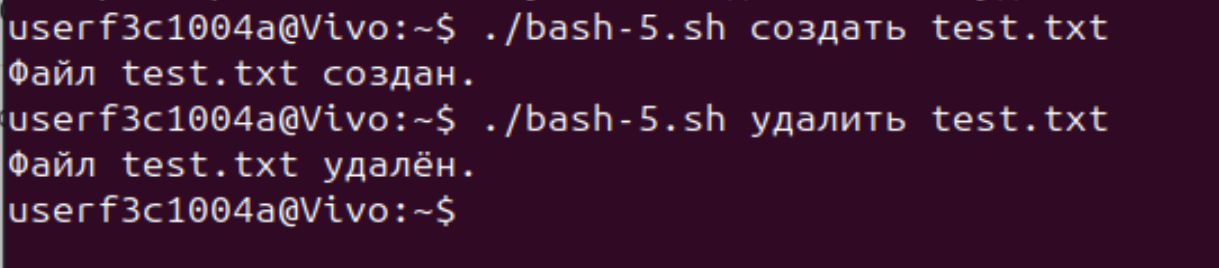 userf3c1004a@Vivo:~$ ./bash-5.sh создать test.txt
Файл test.txt создан.
userf3c1004a@Vivo:~$ ./bash-5.sh удалить test.txt
Файл test.txt удалён.
userf3c1004a@Vivo:~$